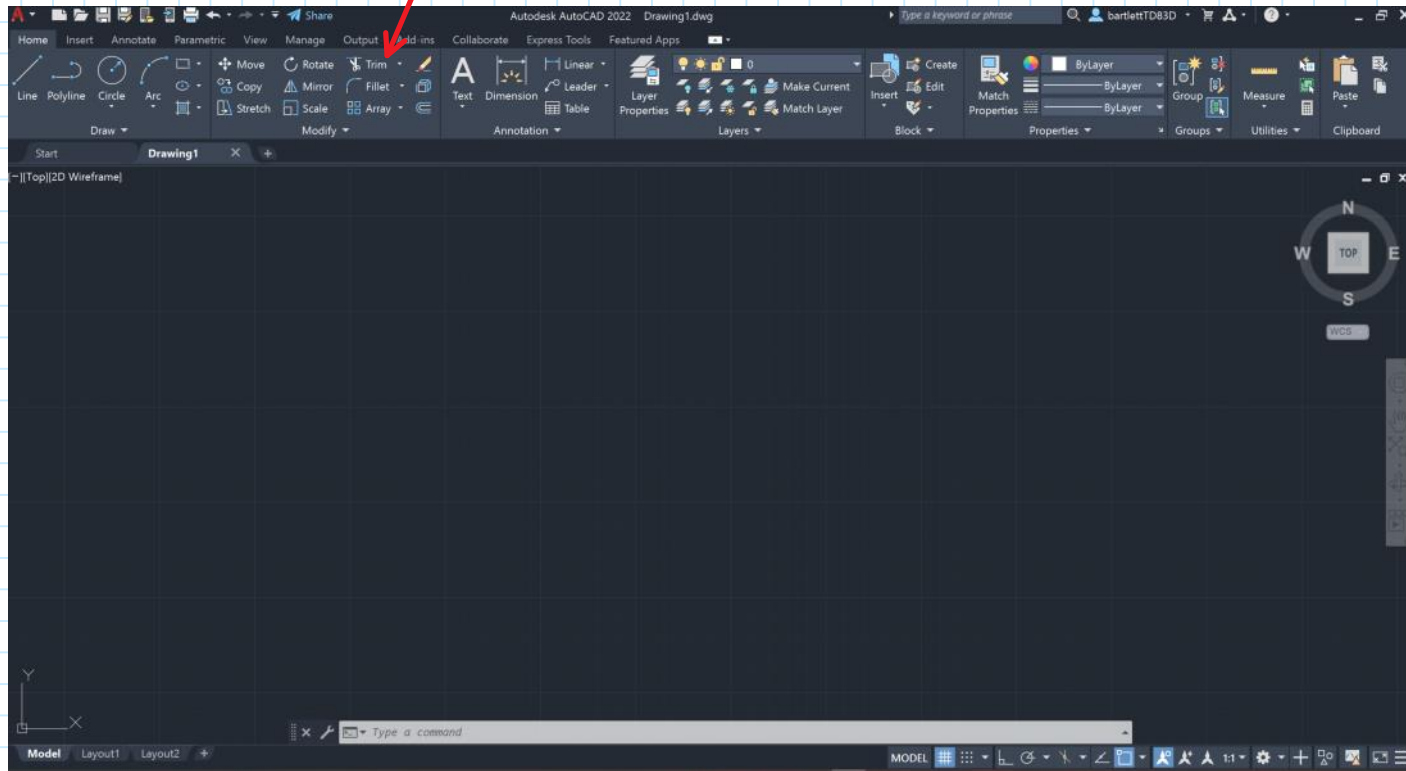 Share Autodesk AutoCAD 2022 Drawing1.dwg Type a keyword or phrase bartlettTD83D
Home Insert Annotate Parametric View Manage Output Add-ins Collaborate Express Tools Featured Apps
Move Rotate Trim Linear 0 Create ByLayer
Copy Mirror Fillet Leader Make Current Edit ByLayer
Line Polyline Circle Arc Text Dimension Layer Properties Insert Match Properties Group Measure Paste
Stretch Scale Array Table Match Layer ByLayer
Draw Modify Annotation Layers Block Properties Groups Utilities Clipboard
Start Drawing1
[−][Top][2D Wireframe]
N
W TOP E
S
WCS
Y
X
Type a command
Model Layout1 Layout2 MODEL 1:1